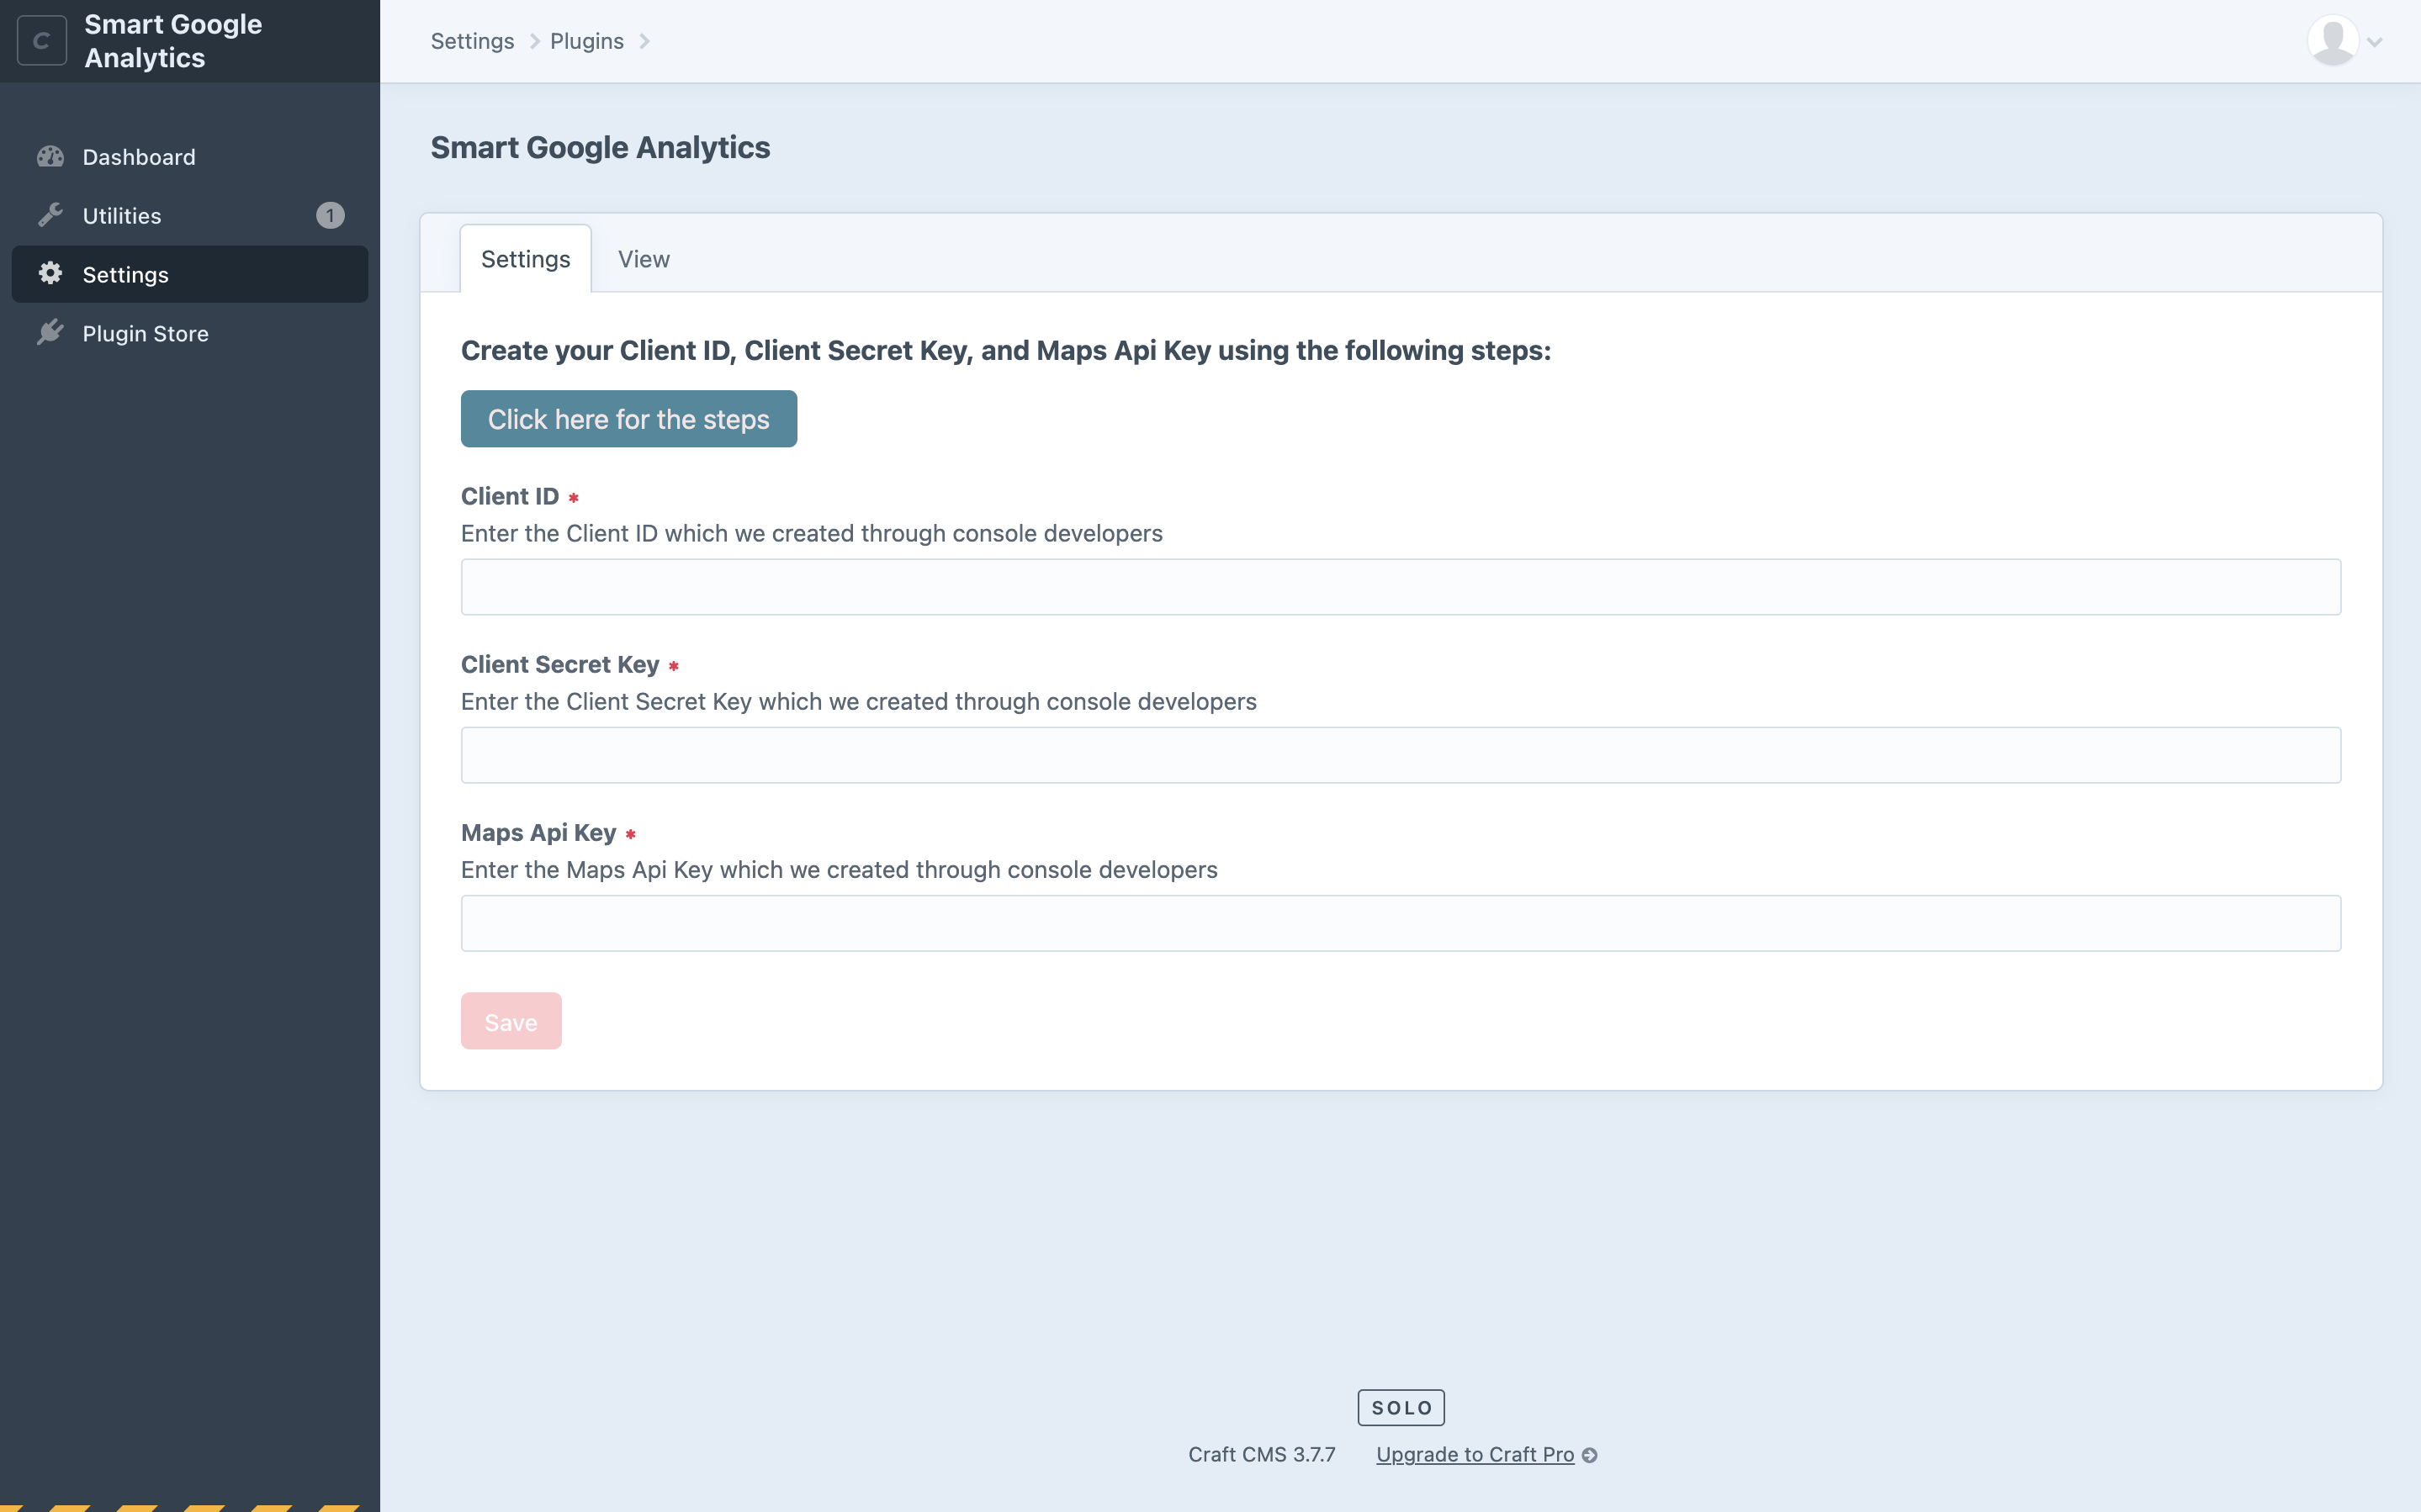 C
Smart Google
Analytics
Settings
Plugins
Dashboard
Utilities
1
Settings
Plugin Store
Smart Google Analytics
Settings
View
Create your Client ID, Client Secret Key, and Maps Api Key using the following steps:
Click here for the steps
Client ID *
Enter the Client ID which we created through console developers
Client Secret Key *
Enter the Client Secret Key which we created through console developers
Maps Api Key *
Enter the Maps Api Key which we created through console developers
Save
SOLO
Craft CMS 3.7.7
Upgrade to Craft Pro